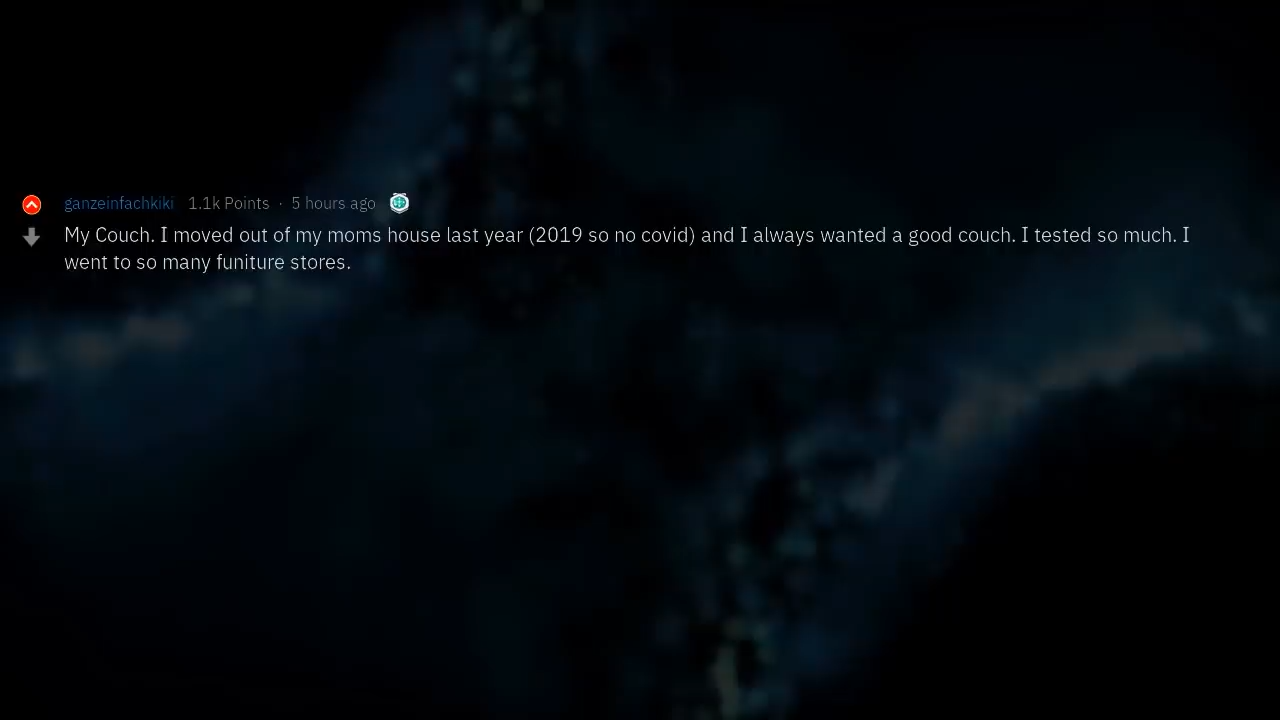 ganzeinfachkiki 1.1k Points · 5 hours ago
My Couch. I moved out of my moms house last year (2019 so no covid) and I always wanted a good couch. I tested so much. I
went to so many funiture stores.